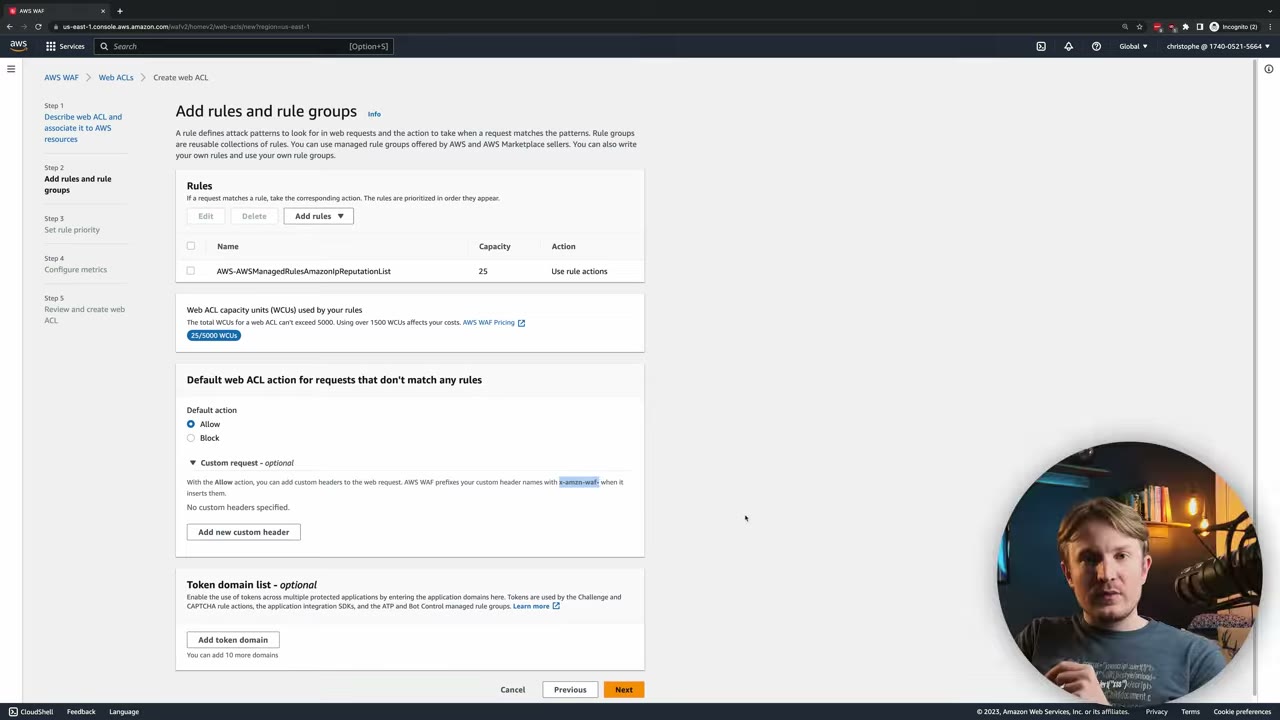 AWS WAF
us-east-1.console.aws.amazon.com/wafv2/homev2/web-acls/new?region=us-east-1
Incognito (2)
aws
Services
Search
[Option+S]
Global ▼
christophe @ 1740-0521-5664 ▼
AWS WAF > Web ACLs > Create web ACL
Step 1
Describe web ACL and
associate it to AWS
resources
Step 2
Add rules and rule
groups
Step 3
Set rule priority
Step 4
Configure metrics
Step 5
Review and create web
ACL
Add rules and rule groups Info
A rule defines attack patterns to look for in web requests and the action to take when a request matches the patterns. Rule groups
are reusable collections of rules. You can use managed rule groups offered by AWS and AWS Marketplace sellers. You can also write
your own rules and use your own rule groups.
Rules
If a request matches a rule, take the corresponding action. The rules are prioritized in order they appear.
Edit Delete Add rules ▼
Name Capacity Action
AWS-AWSManagedRulesAmazonIpReputationList 25 Use rule actions
Web ACL capacity units (WCUs) used by your rules
The total WCUs for a web ACL can't exceed 5000. Using over 1500 WCUs affects your costs. AWS WAF Pricing
25/5000 WCUs
Default web ACL action for requests that don't match any rules
Default action
Allow
Block
▼ Custom request - optional
With the Allow action, you can add custom headers to the web request. AWS WAF prefixes your custom header names with x-amzn-waf- when it
inserts them.
No custom headers specified.
Add new custom header
Token domain list - optional
Enable the use of tokens across multiple protected applications by entering the application domains here. Tokens are used by the Challenge and
CAPTCHA rule actions, the application integration SDKs, and the ATP and Bot Control managed rule groups. Learn more
Add token domain
You can add 10 more domains
Cancel Previous Next
CloudShell Feedback Language
© 2023, Amazon Web Services, Inc. or its affiliates. Privacy Terms Cookie preferences